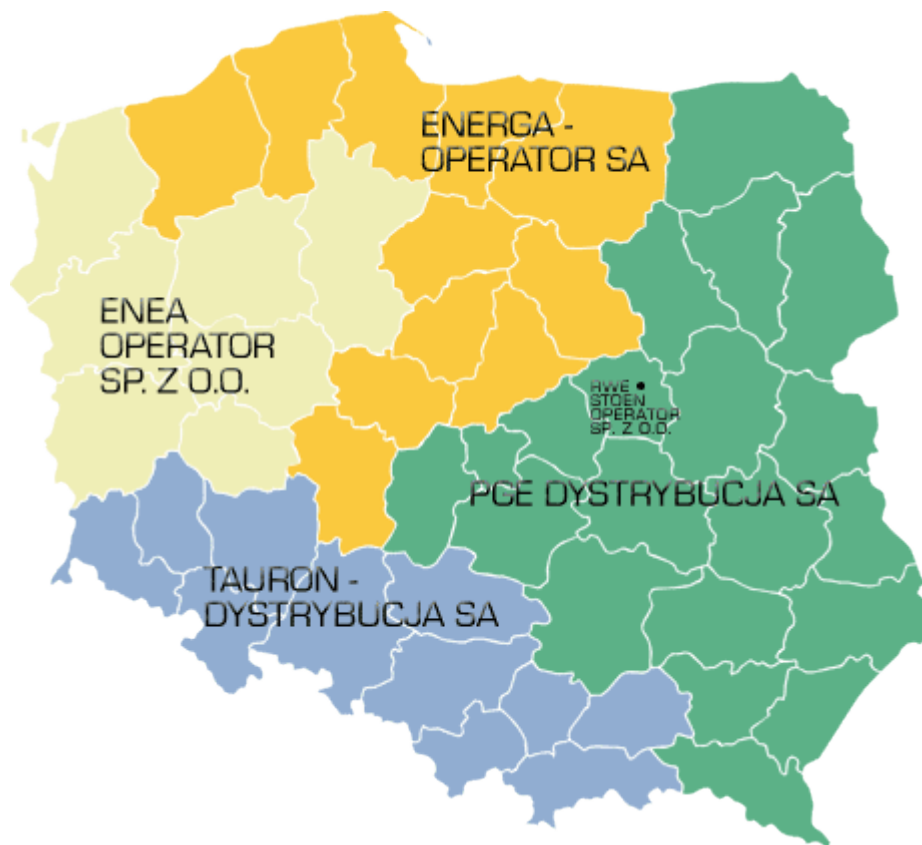 ENERGA -
OPERATOR SA
ENEA
OPERATOR
SP. Z O.O.
RWE
STOEN
OPERATOR
SP. Z O.O.
PGE DYSTRYBUCJA SA
TAURON -
DYSTRYBUCJA SA